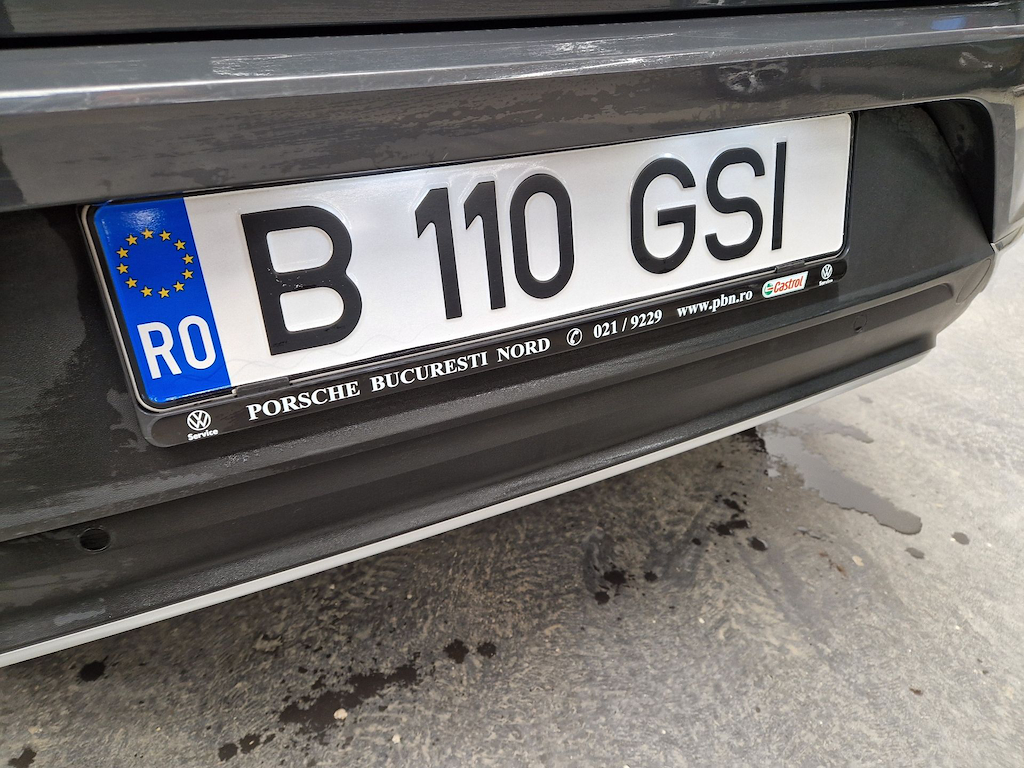 RO B 110 GSI
Service PORSCHE BUCURESTI NORD ✆ 021 / 9229 www.pbn.ro Castrol Service